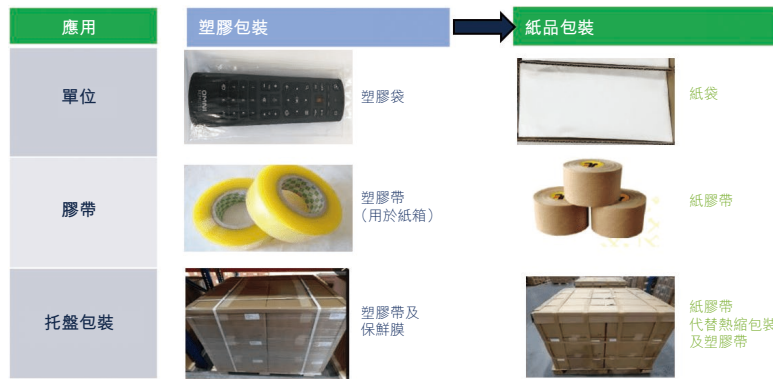 應用
塑膠包裝
紙品包裝
單位
OMNI
塑膠袋
紙袋
膠帶
塑膠帶
（用於紙箱）
紙膠帶
托盤包裝
塑膠帶及
保鮮膜
紙膠帶
代替熱縮包裝
及塑膠帶